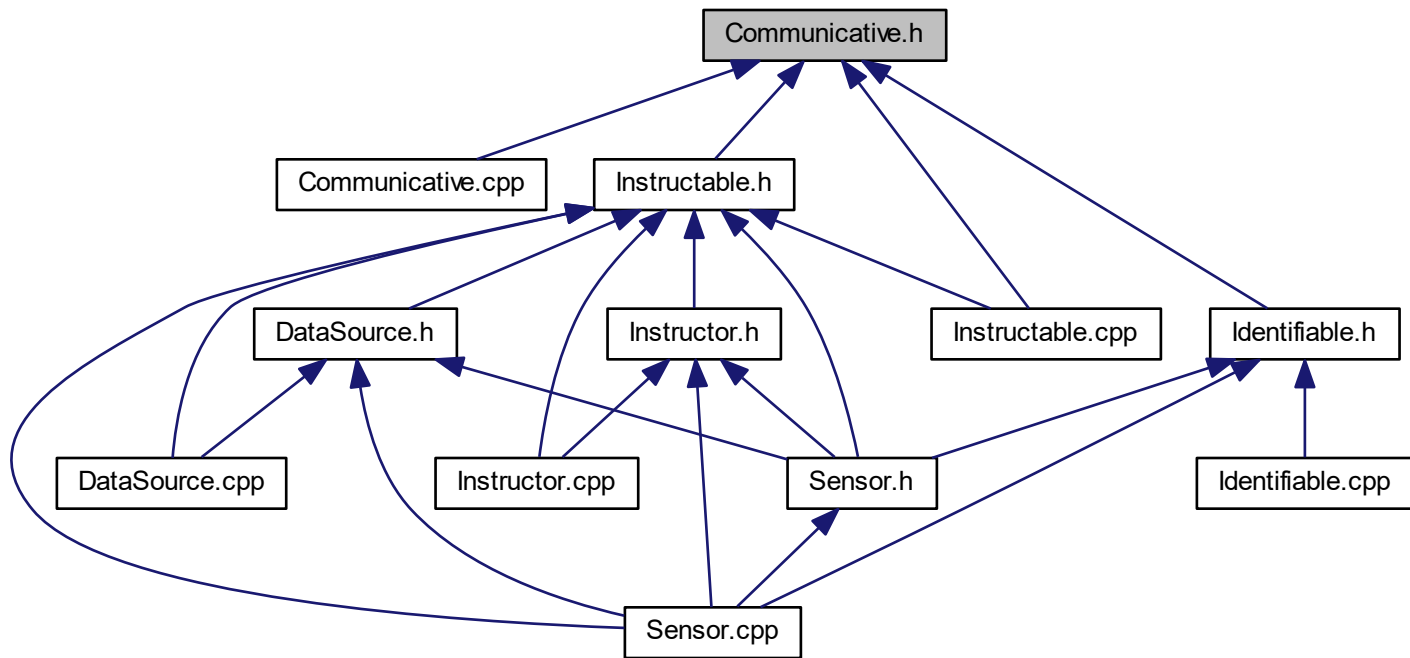 Communicative.h
Communicative.cpp
Instructable.h
DataSource.h
Instructor.h
Instructable.cpp
Identifiable.h
DataSource.cpp
Instructor.cpp
Sensor.h
Identifiable.cpp
Sensor.cpp